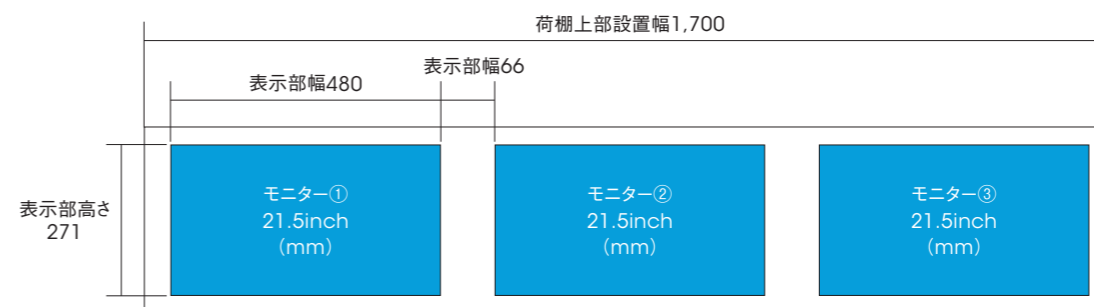 荷棚上部設置幅1,700
表示部幅66
表示部幅480
表示部高さ
271
モニター①
21.5inch
(mm)
モニター②
21.5inch
(mm)
モニター③
21.5inch
(mm)